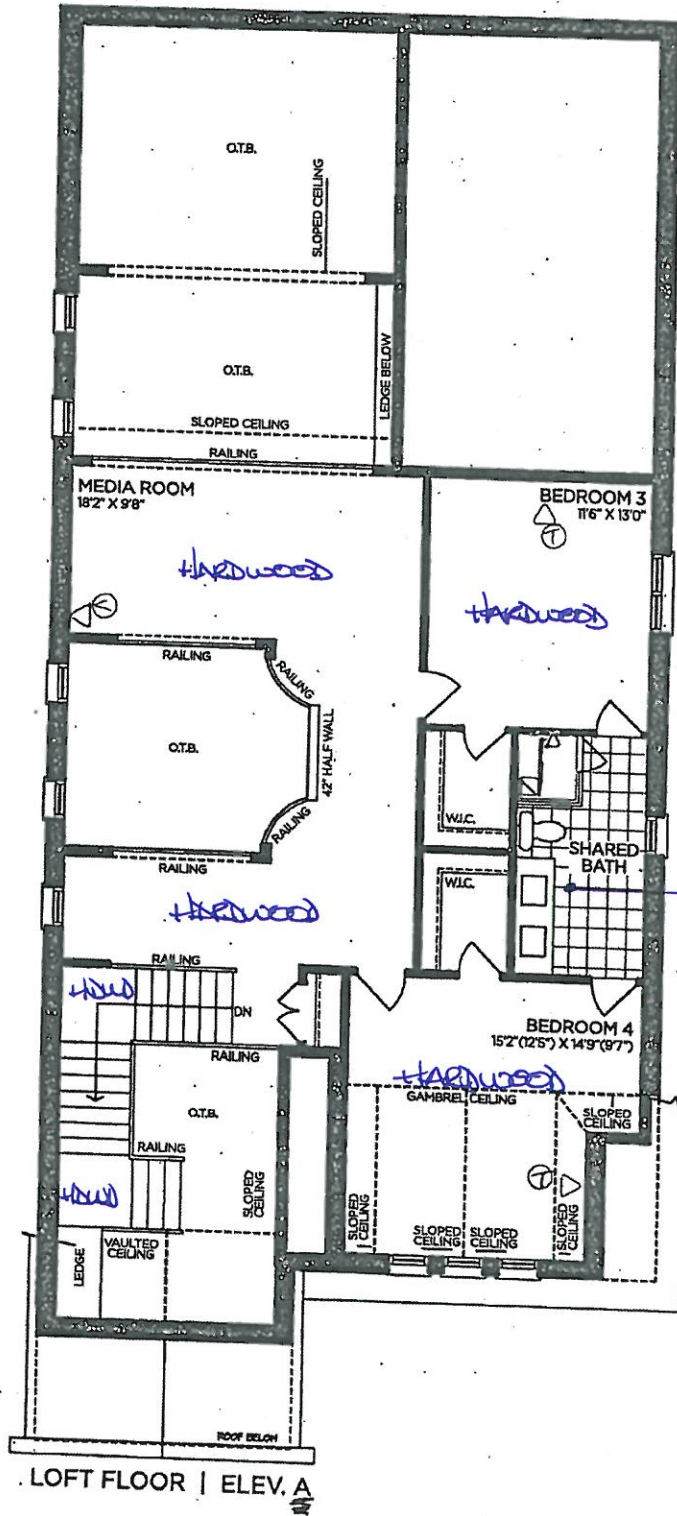 O.T.B.
SLOPED CEILING
O.T.B.
LEDGE BELOW
SLOPED CEILING
RAILING
MEDIA ROOM
18'2" X 9'8"
BEDROOM 3
11'6" X 13'0"
T
HARDWOOD
HARDWOOD
RAILING
RAILING
O.T.B.
42" HALF WALL
RAILING
RAILING
W.I.C.
SHARED
BATH
W.I.C.
HARDWOOD
RAILING
HDWD
DN
RAILING
BEDROOM 4
15'2"(12'5") X 14'9"(9'7")
HARDWOOD
GAMBREL CEILING
SLOPED
CEILING
O.T.B.
RAILING
SLOPED
CEILING
HDWD
T
SLOPED
CEILING
SLOPED
CEILING
SLOPED
CEILING
SLOPED
CEILING
VAULTED
CEILING
LEDGE
ROOF BELOW
LOFT FLOOR | ELEV. A